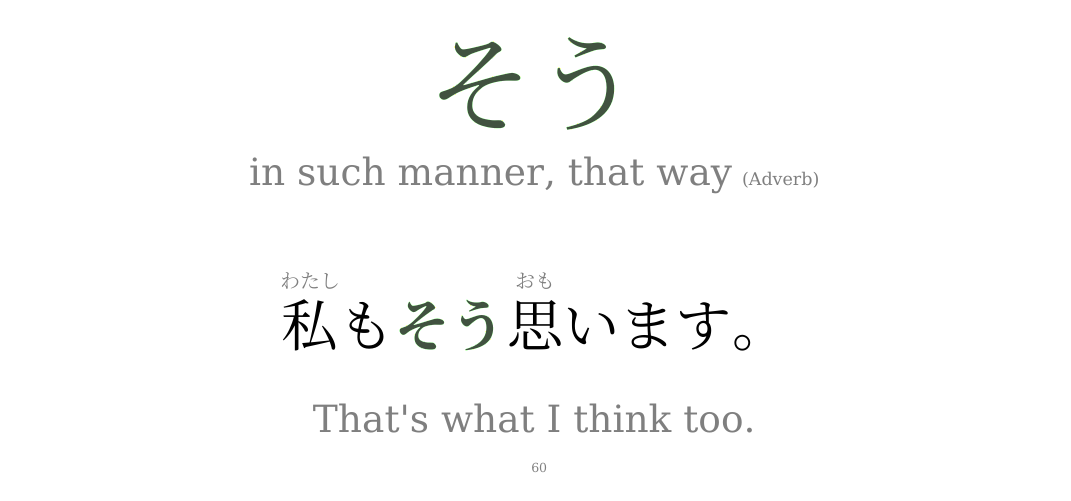 そう
in such manner, that way (Adverb)
わたし おも
私もそう思います。
That's what I think too.
60